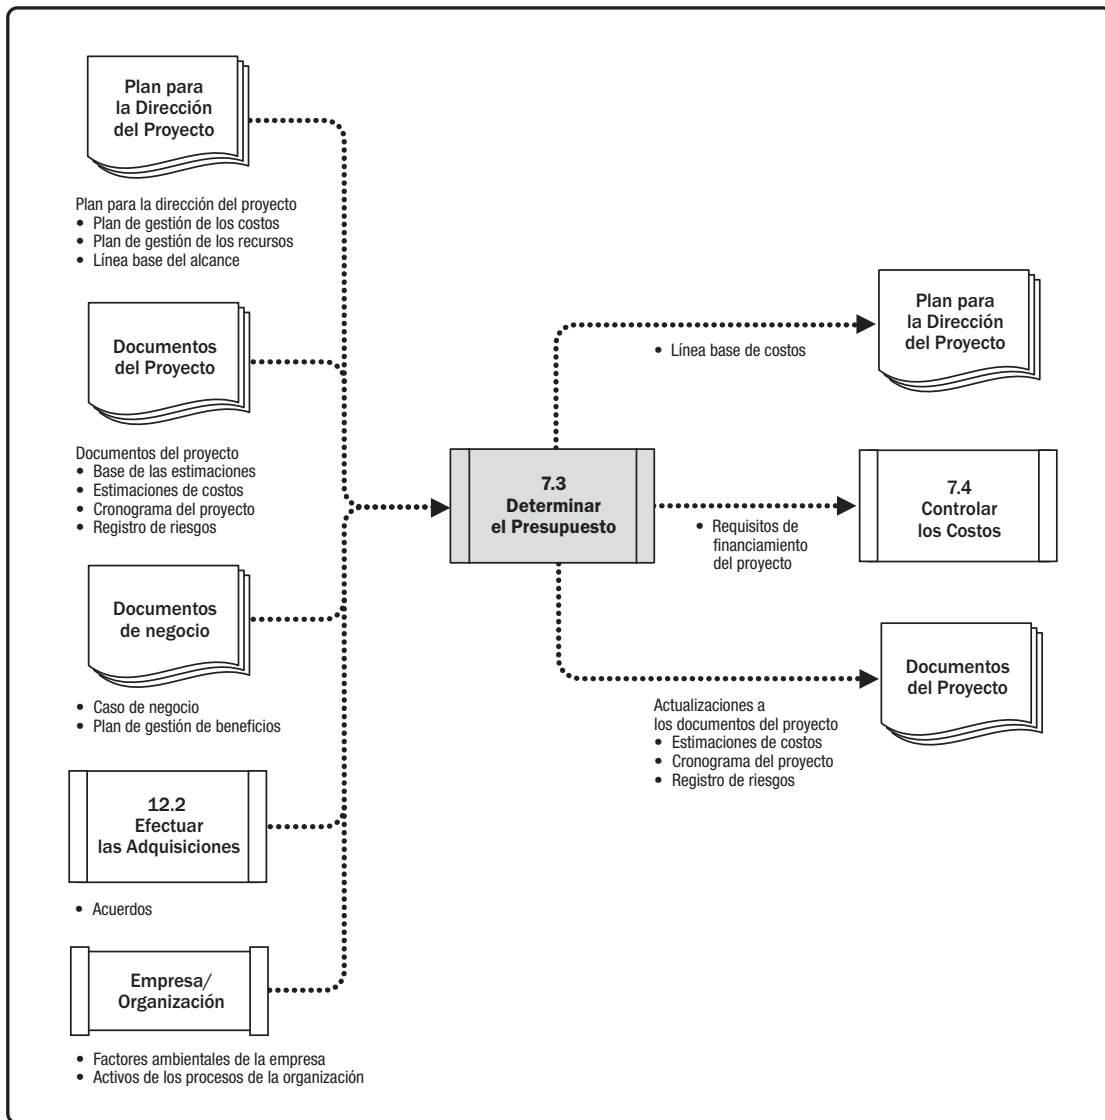 Plan para
la Dirección
del Proyecto
Plan para la dirección del proyecto
• Plan de gestión de los costos
• Plan de gestión de los recursos
• Línea base del alcance
Documentos
del Proyecto
Documentos del proyecto
• Base de las estimaciones
• Estimaciones de costos
• Cronograma del proyecto
• Registro de riesgos
Documentos
de negocio
• Caso de negocio
• Plan de gestión de beneficios
12.2
Efectuar
las Adquisiciones
• Acuerdos
Empresa/
Organización
• Factores ambientales de la empresa
• Activos de los procesos de la organización
7.3
Determinar
el Presupuesto
• Línea base de costos
Plan para
la Dirección
del Proyecto
• Requisitos de
financiamiento
del proyecto
7.4
Controlar
los Costos
Actualizaciones a
los documentos del proyecto
• Estimaciones de costos
• Cronograma del proyecto
• Registro de riesgos
Documentos
del Proyecto